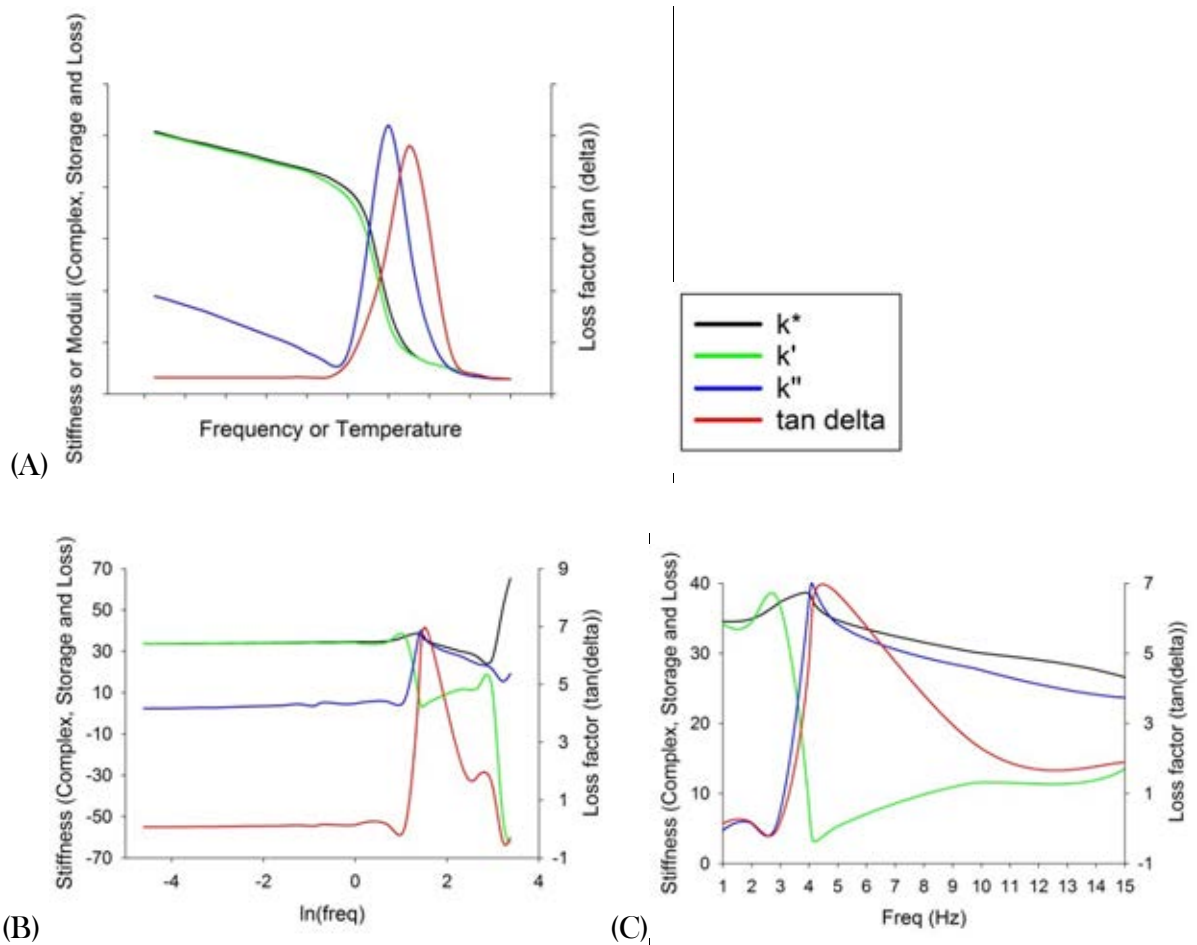 Stiffness or Moduli (Complex, Storage and Loss)
Loss factor (tan (delta))
Frequency or Temperature
(A)
k*
k'
k"
tan delta
Stiffness (Complex, Storage and Loss)
70
50
30
10
-10
-30
-50
-70
9
7
5
3
1
-1
Loss factor (tan(delta))
-4 -2 0 2 4
ln(freq)
(B)
Stiffness (Complex, Storage and Loss)
40
30
20
10
0
7
5
3
1
-1
Loss factor (tan(delta))
1 2 3 4 5 6 7 8 9 10 11 12 13 14 15
Freq (Hz)
(C)